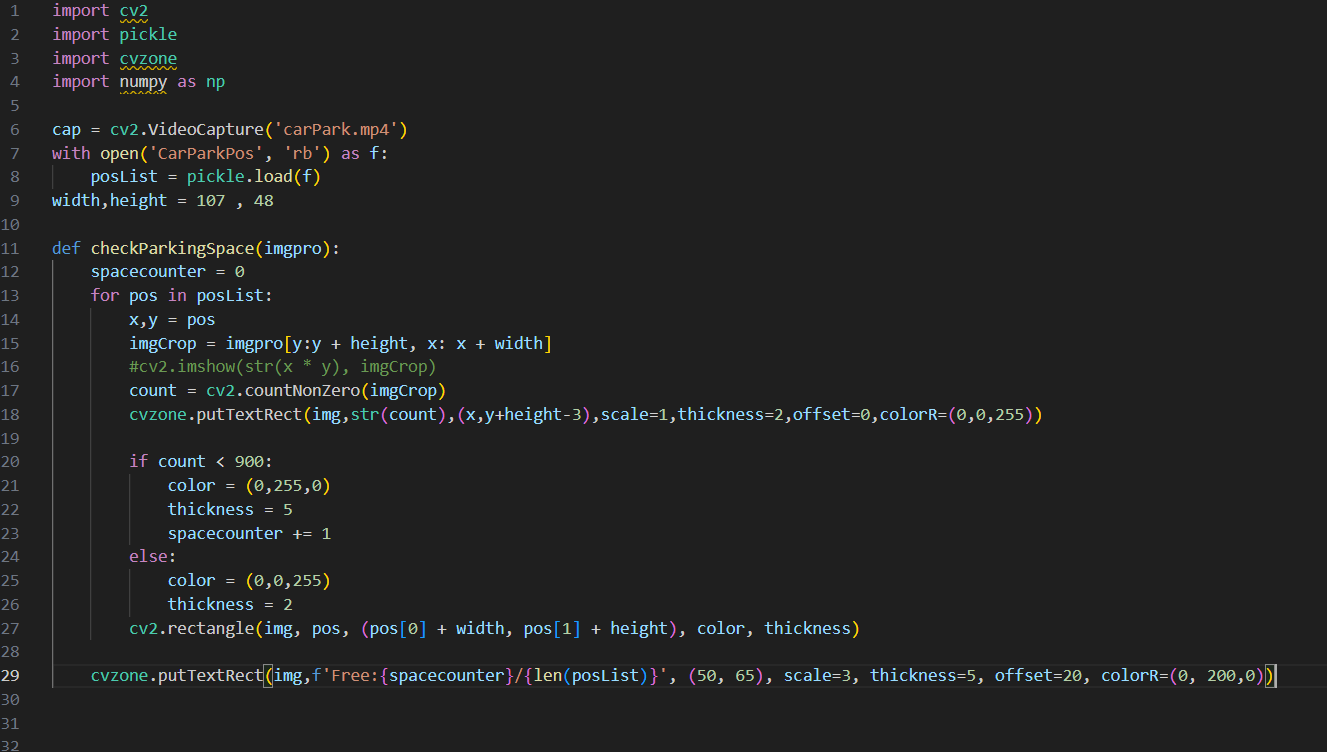 1 import cv2
2 import pickle
3 import cvzone
4 import numpy as np
5
6 cap = cv2.VideoCapture('carPark.mp4')
7 with open('CarParkPos', 'rb') as f:
8     posList = pickle.load(f)
9 width,height = 107 , 48
10
11 def checkParkingSpace(imgpro):
12     spacecounter = 0
13     for pos in posList:
14         x,y = pos
15         imgCrop = imgpro[y:y + height, x: x + width]
16         #cv2.imshow(str(x * y), imgCrop)
17         count = cv2.countNonZero(imgCrop)
18         cvzone.putTextRect(img,str(count),(x,y+height-3),scale=1,thickness=2,offset=0,colorR=(0,0,255))
19
20         if count < 900:
21             color = (0,255,0)
22             thickness = 5
23             spacecounter += 1
24         else:
25             color = (0,0,255)
26             thickness = 2
27         cv2.rectangle(img, pos, (pos[0] + width, pos[1] + height), color, thickness)
28
29     cvzone.putTextRect(img,f'Free:{spacecounter}/{len(posList)}', (50, 65), scale=3, thickness=5, offset=20, colorR=(0, 200,0))
30
31
32